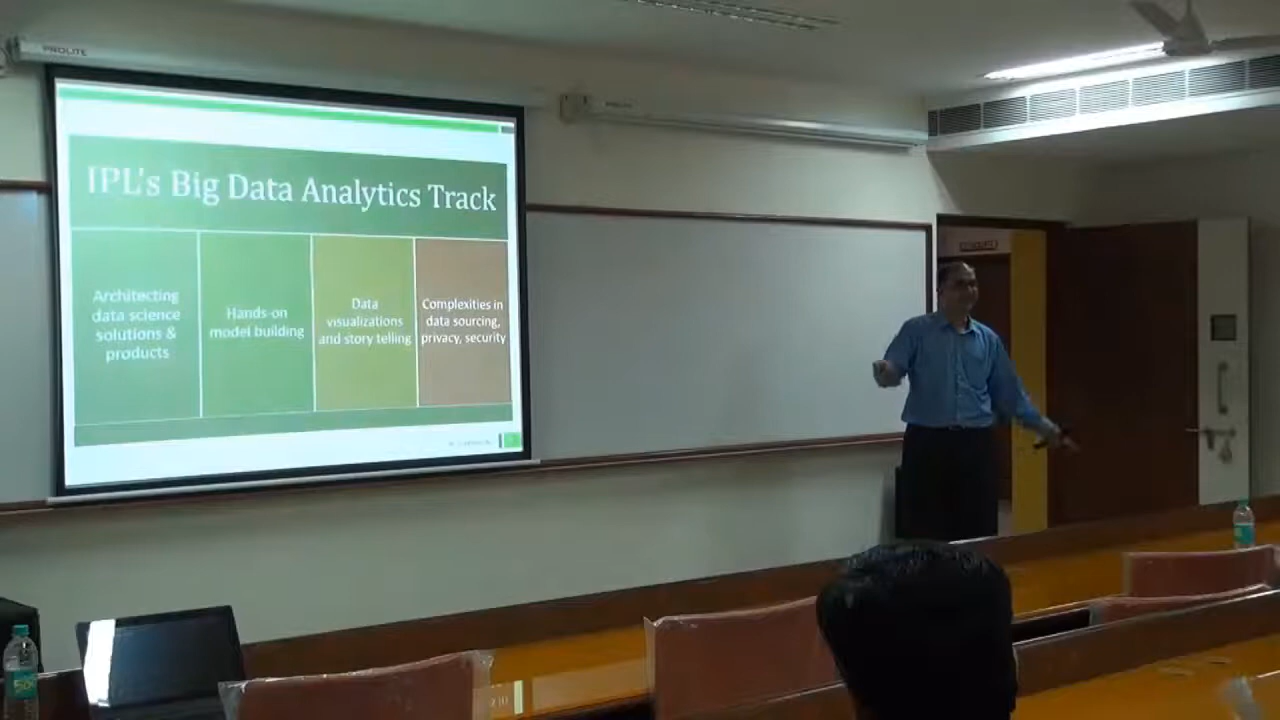 PROLITE
IPL's Big Data Analytics Track
Architecting
data science
solutions &
products
Hands-on
model building
Data
visualizations
and story telling
Complexities in
data sourcing,
privacy, security